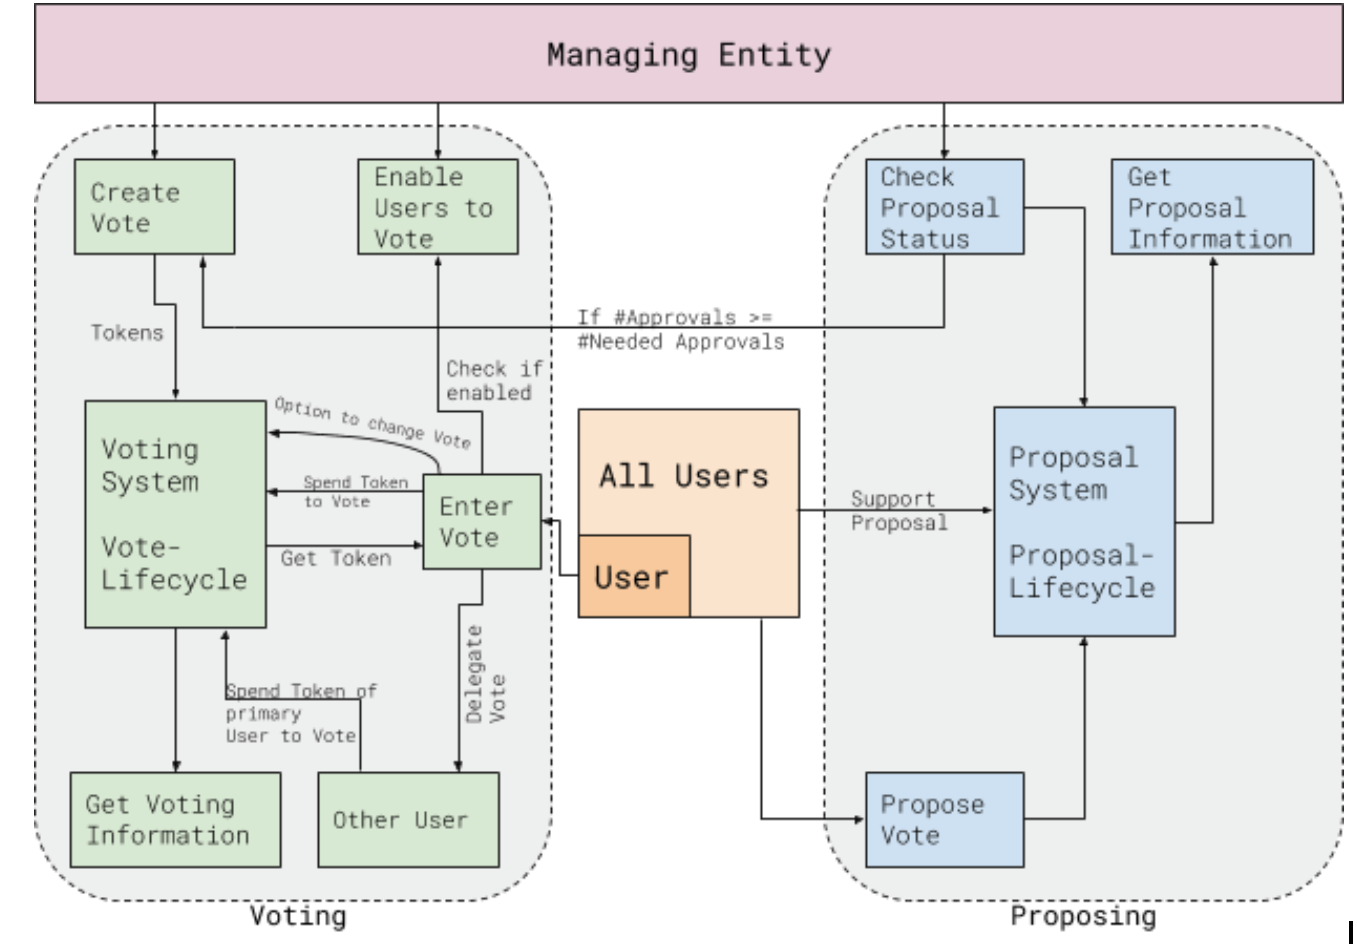 Managing Entity
Create
Vote
Enable
Users to
Vote
Check
Proposal
Status
Get
Proposal
Information
Tokens
If #Approvals >=
#Needed Approvals
Check if
enabled
Option to change Vote
Voting
System
Vote-
Lifecycle
Spend Token
to Vote
Get Token
Enter
Vote
All Users
User
Support
Proposal
Proposal
System
Proposal-
Lifecycle
Delegate
Vote
Spend Token of
primary
User to Vote
Get Voting
Information
Other User
Propose
Vote
Voting
Proposing